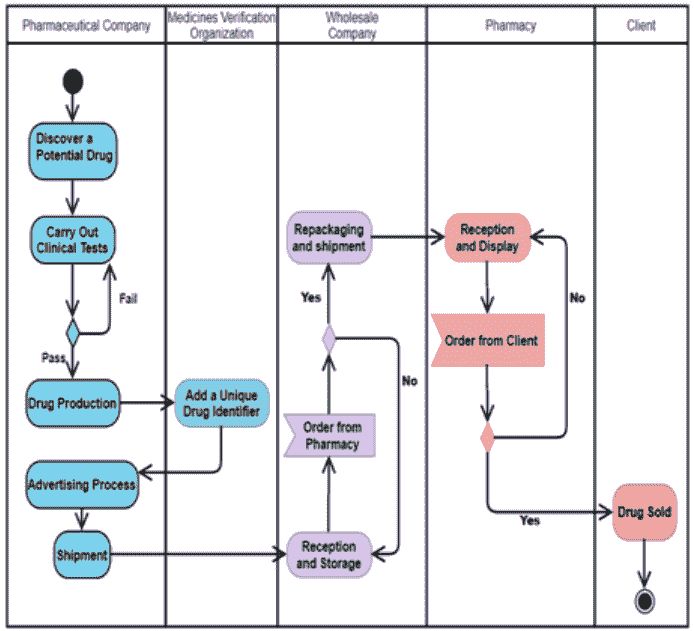 Pharmaceutical Company
Medicines Verification
Organization
Wholesale
Company
Pharmacy
Client
Discover a
Potential Drug
Carry Out
Clinical Tests
Fail
Pass
Drug Production
Add a Unique
Drug Identifier
Advertising Process
Shipment
Repackaging
and shipment
Yes
No
Order from
Pharmacy
Reception
and Storage
Reception
and Display
No
Order from Client
Yes
Drug Sold